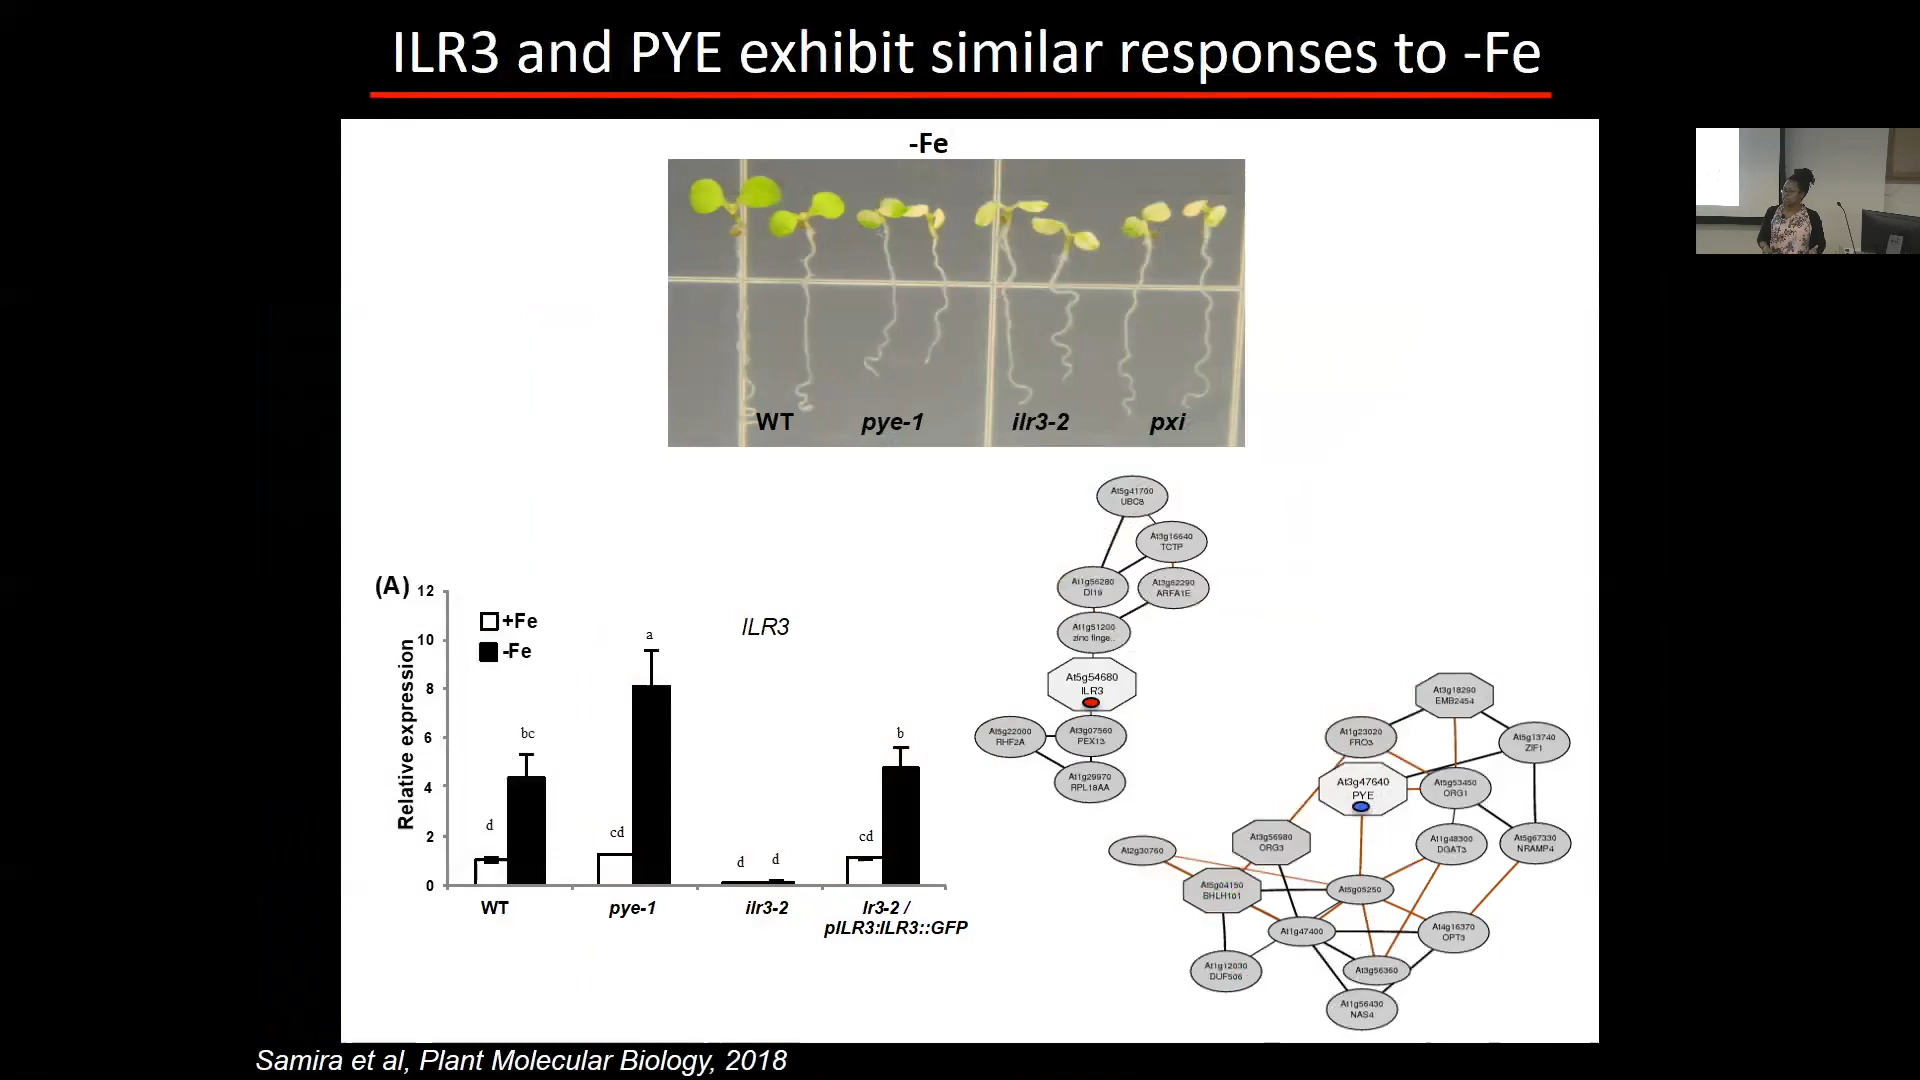 ILR3 and PYE exhibit similar responses to -Fe
-Fe
WT
pye-1
ilr3-2
pxi
(A)
12
10
8
6
4
2
0
Relative expression
+Fe
-Fe
ILR3
d
bc
cd
a
d
d
cd
b
WT
pye-1
ilr3-2
lr3-2 /
pILR3:ILR3::GFP
At5g41700
UBC8
At3g16640
TCTP
At1g56280
DI19
At3g62290
ARFA1E
At1g51200
zinc finge..
At5g54680
ILR3
At5g22000
RHF2A
At3g07560
PEX13
At1g29970
RPL18AA
At3g18290
EMB2454
At1g23020
FRO3
At5g13740
ZIF1
At3g47640
PYE
At5g53450
ORG1
At3g56980
ORG3
At1g48300
DGAT3
At5g67330
NRAMP4
At2g30760
At5g04150
BHLH101
At5g05250
At1g47400
At4g16370
OPT3
At1g12030
DUF506
At3g56360
At1g56430
NAS4
Samira et al, Plant Molecular Biology, 2018